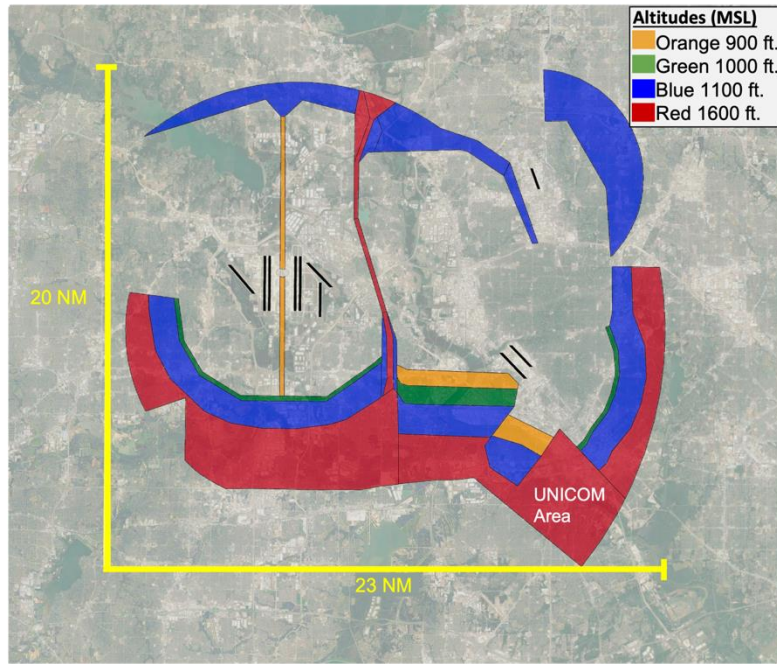 Altitudes (MSL)
Orange 900 ft.
Green 1000 ft.
Blue 1100 ft.
Red 1600 ft.
20 NM
UNICOM
Area
23 NM